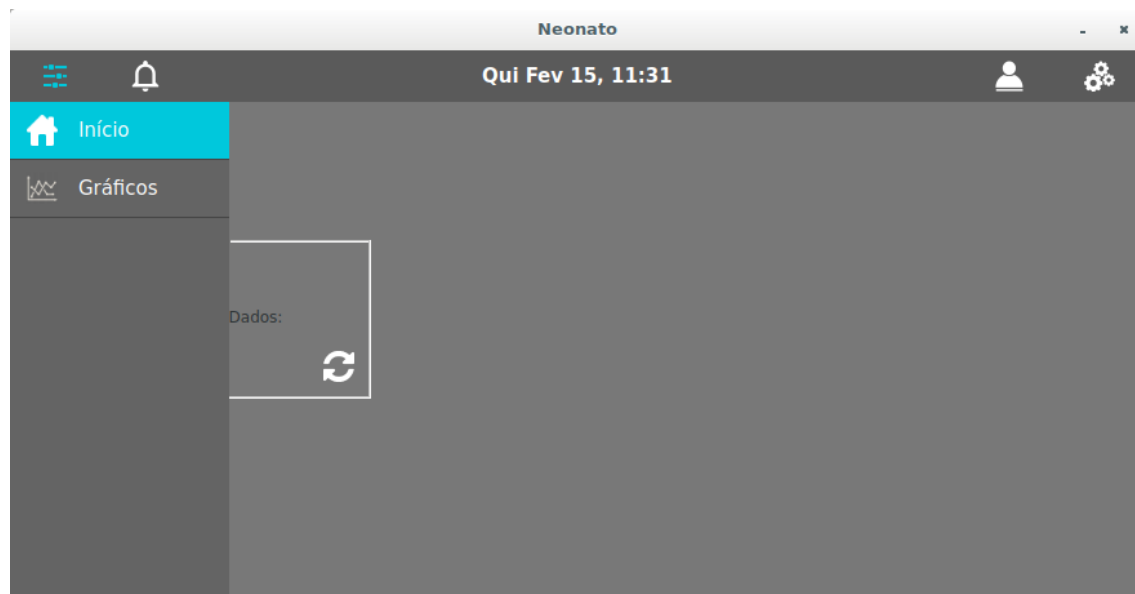 Neonato
Qui Fev 15, 11:31
Início
Gráficos
Dados: